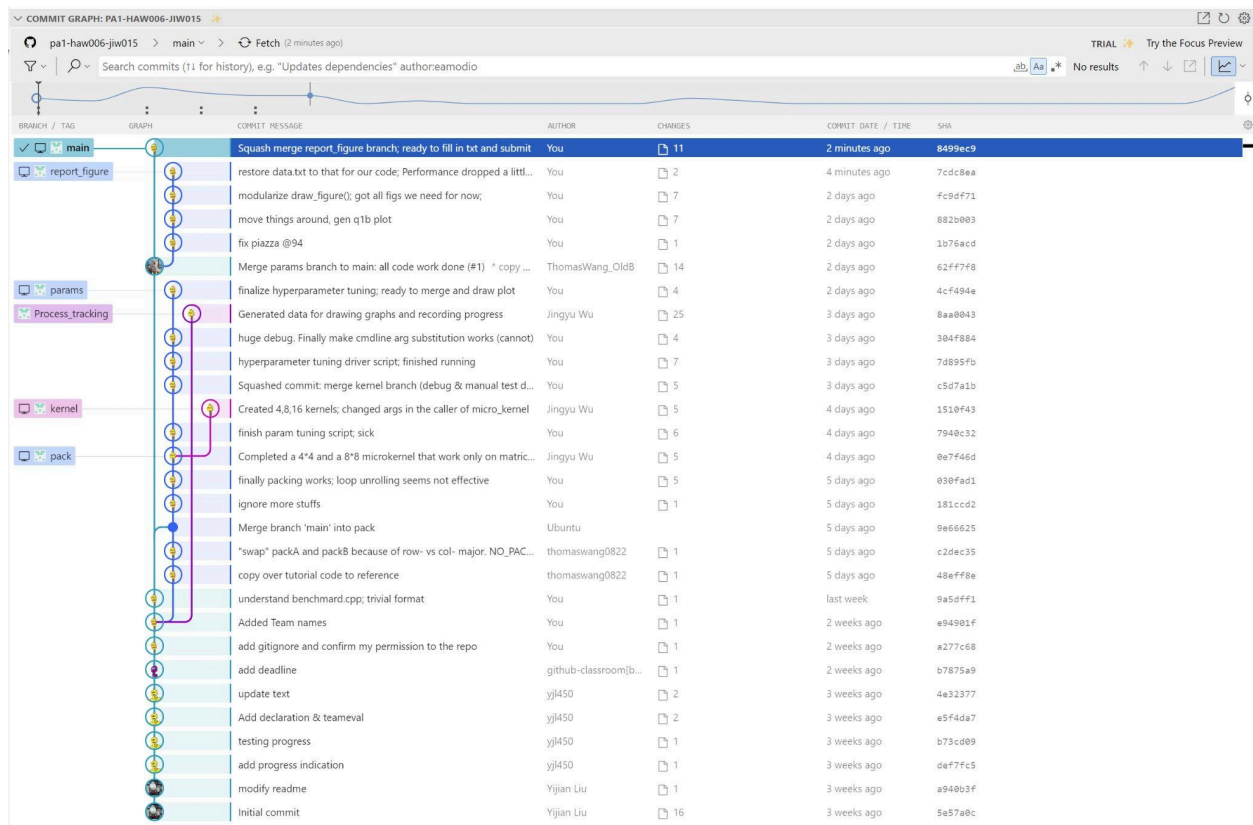 COMMIT GRAPH: PA1-HAW006-JIW015
pa1-haw006-jiw015 > main > Fetch (2 minutes ago) TRIAL Try the Focus Preview
Search commits (↑↓ for history), e.g. "Updates dependencies" author:eamodio ab Aa .* No results
BRANCH / TAG GRAPH COMMIT MESSAGE AUTHOR CHANGES COMMIT DATE / TIME SHA
main Squash merge report_figure branch; ready to fill in txt and submit You 11 2 minutes ago 8499ec9
report_figure restore data.txt to that for our code; Performance dropped a littl... You 2 4 minutes ago 7cdc8ea
modularize draw_figure(); got all figs we need for now; You 7 2 days ago fc9df71
move things around, gen q1b plot You 7 2 days ago 882b003
fix piazza @94 You 1 2 days ago 1b76acd
Merge params branch to main: all code work done (#1) * copy ... ThomasWang_OldB 14 2 days ago 62ff7f8
params finalize hyperparameter tuning; ready to merge and draw plot You 4 2 days ago 4cf494e
Process_tracking Generated data for drawing graphs and recording progress Jingyu Wu 25 3 days ago 8aa0043
huge debug. Finally make cmdline arg substitution works (cannot) You 4 3 days ago 304f884
hyperparameter tuning driver script; finished running You 7 3 days ago 7d895fb
Squashed commit: merge kernel branch (debug & manual test d... You 5 3 days ago c5d7a1b
kernel Created 4,8,16 kernels; changed args in the caller of micro_kernel Jingyu Wu 5 4 days ago 1510f43
finish param tuning script; sick You 6 4 days ago 7940c32
pack Completed a 4*4 and a 8*8 microkernel that work only on matric... Jingyu Wu 5 4 days ago 0e7f46d
finally packing works; loop unrolling seems not effective You 5 5 days ago 030fad1
ignore more stuffs You 1 5 days ago 181ccd2
Merge branch 'main' into pack Ubuntu 5 days ago 9e66625
"swap" packA and packB because of row- vs col- major. NO_PAC... thomaswang0822 1 5 days ago c2dec35
copy over tutorial code to reference thomaswang0822 1 5 days ago 48eff8e
understand benchmard.cpp; trivial format You 1 last week 9a5dff1
Added Team names You 1 2 weeks ago e94901f
add gitignore and confirm my permission to the repo You 1 2 weeks ago a277c68
add deadline github-classroom[b... 1 2 weeks ago b7875a9
update text yjl450 2 3 weeks ago 4e32377
Add declaration & teameval yjl450 2 3 weeks ago e5f4da7
testing progress yjl450 1 3 weeks ago b73cd09
add progress indication yjl450 1 3 weeks ago def7fc5
modify readme Yijian Liu 1 3 weeks ago a940b3f
Initial commit Yijian Liu 16 3 weeks ago 5e57a0c